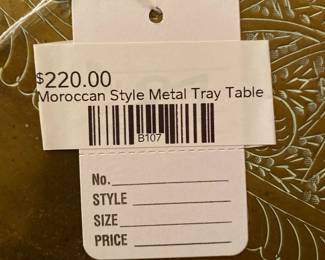 $220.00
Moroccan Style Metal Tray Table
B107
No.
STYLE
SIZE
PRICE